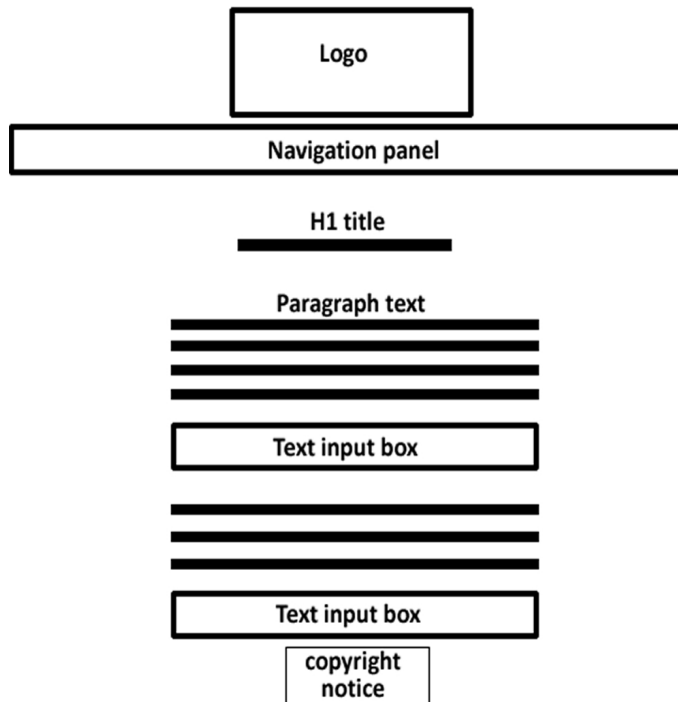 Logo
Navigation panel
H1 title
Paragraph text
Text input box
Text input box
copyright
notice